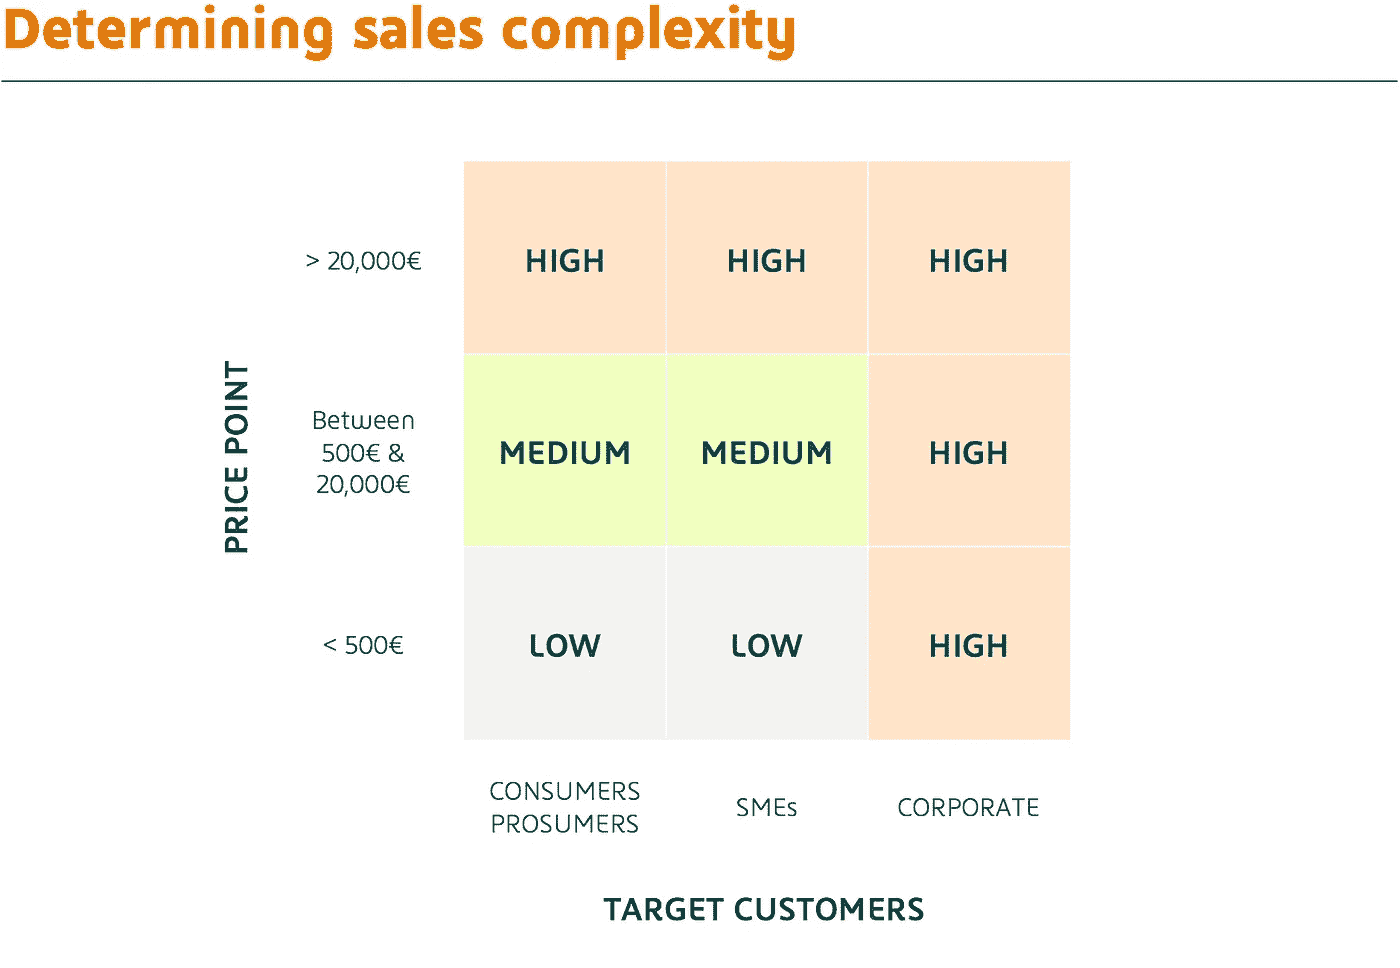 Determining sales complexity
> 20,000€
HIGH
HIGH
HIGH
PRICE POINT
Between
500€ &
20,000€
MEDIUM
MEDIUM
HIGH
< 500€
LOW
LOW
HIGH
CONSUMERS
PROSUMERS
SMEs
CORPORATE
TARGET CUSTOMERS